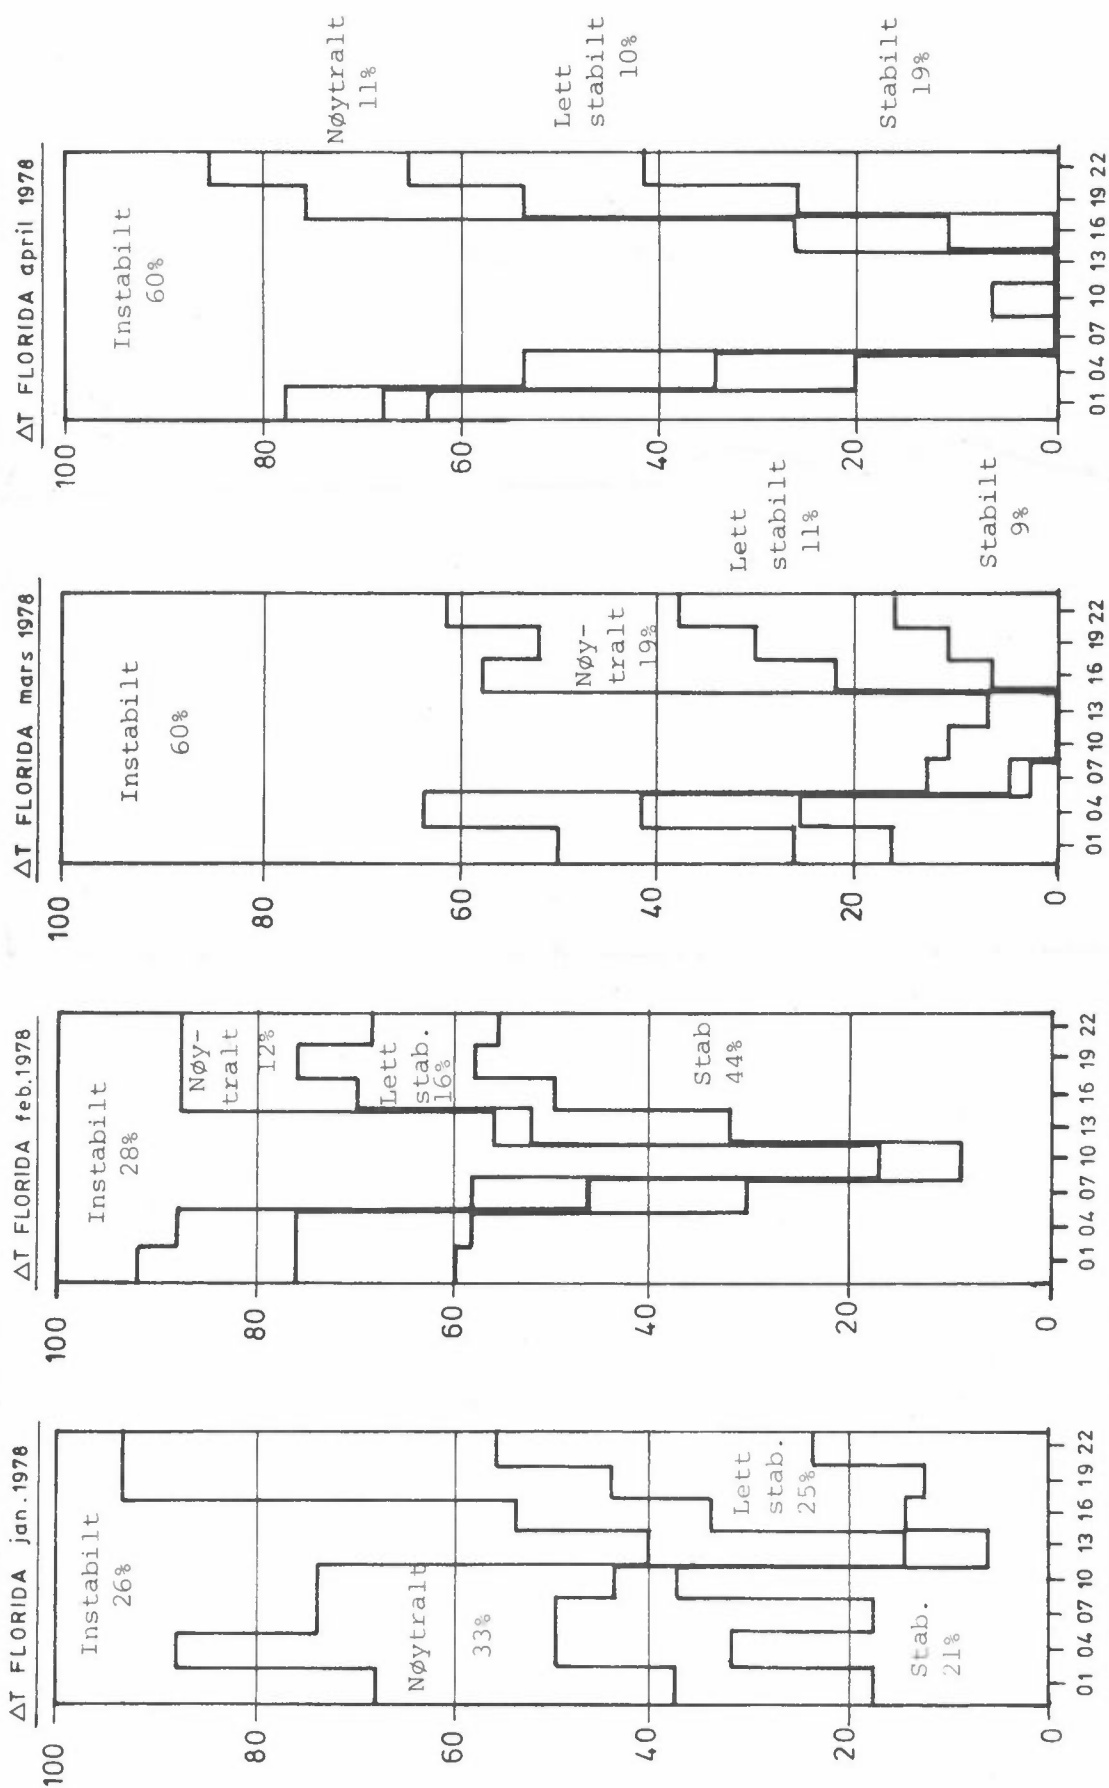 ΔT FLORIDA jan.1978
100
80
60
40
20
0
Instabilt
26%
Nøytralt
33%
Lett
stab.
25%
Stab.
21%
01 04 07 10 13 16 19 22
ΔT FLORIDA feb.1978
100
80
60
40
20
0
Instabilt
28%
Nøy-
tralt
12%
Lett
stab.
16%
Stab
44%
01 04 07 10 13 16 19 22
ΔT FLORIDA mars 1978
100
80
60
40
20
0
Instabilt
60%
Nøy-
tralt
19%
Lett
stabilt
11%
Stabilt
9%
01 04 07 10 13 16 19 22
ΔT FLORIDA april 1978
100
80
60
40
20
0
Instabilt
60%
Nøytralt
11%
Lett
stabilt
10%
Stabilt
19%
01 04 07 10 13 16 19 22